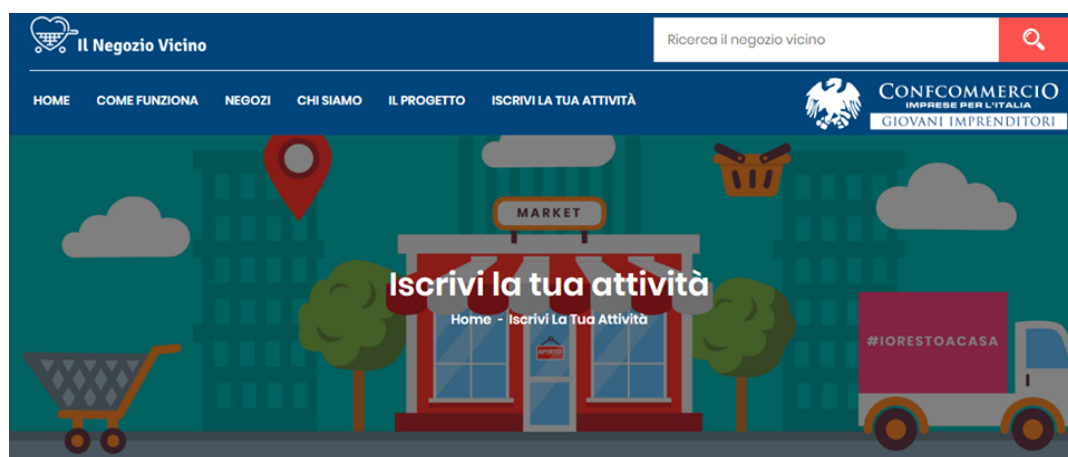 Il Negozio Vicino
Ricerca il negozio vicino
HOME COME FUNZIONA NEGOZI CHI SIAMO IL PROGETTO ISCRIVI LA TUA ATTIVITÀ
CONFCOMMERCIO
IMPRESE PER L'ITALIA
GIOVANI IMPRENDITORI
MARKET
Iscrivi la tua attività
Home - Iscrivi La Tua Attività
APERTO
#IORESTOACASA